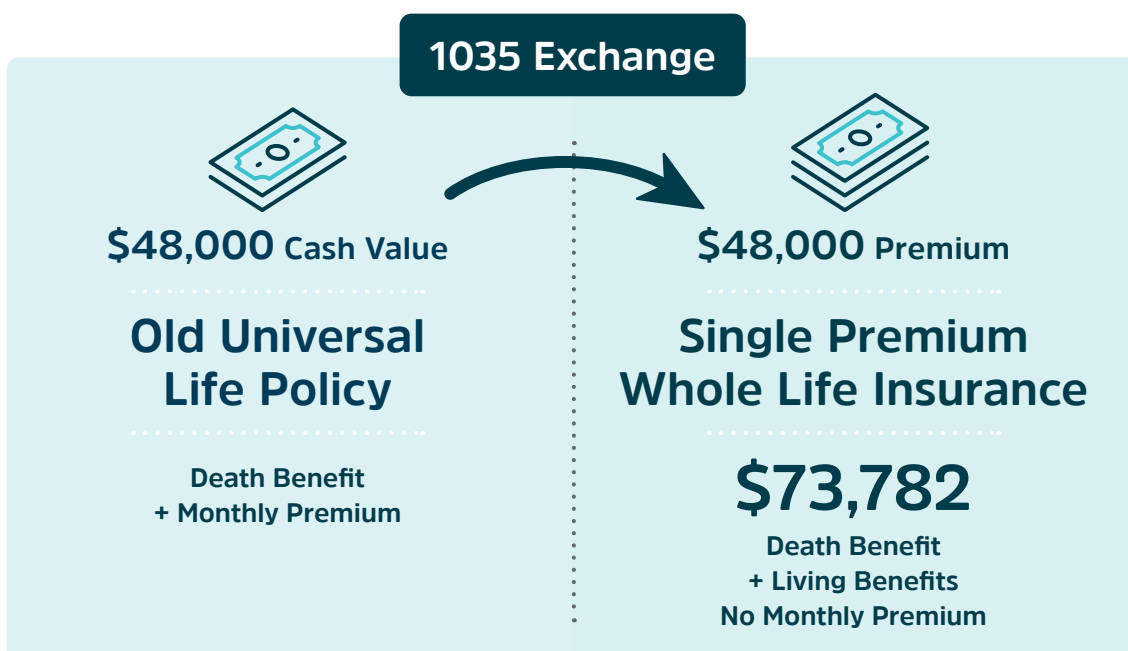 1035 Exchange
$48,000 Cash Value
Old Universal
Life Policy
Death Benefit
+ Monthly Premium
$48,000 Premium
Single Premium
Whole Life Insurance
$73,782
Death Benefit
+ Living Benefits
No Monthly Premium